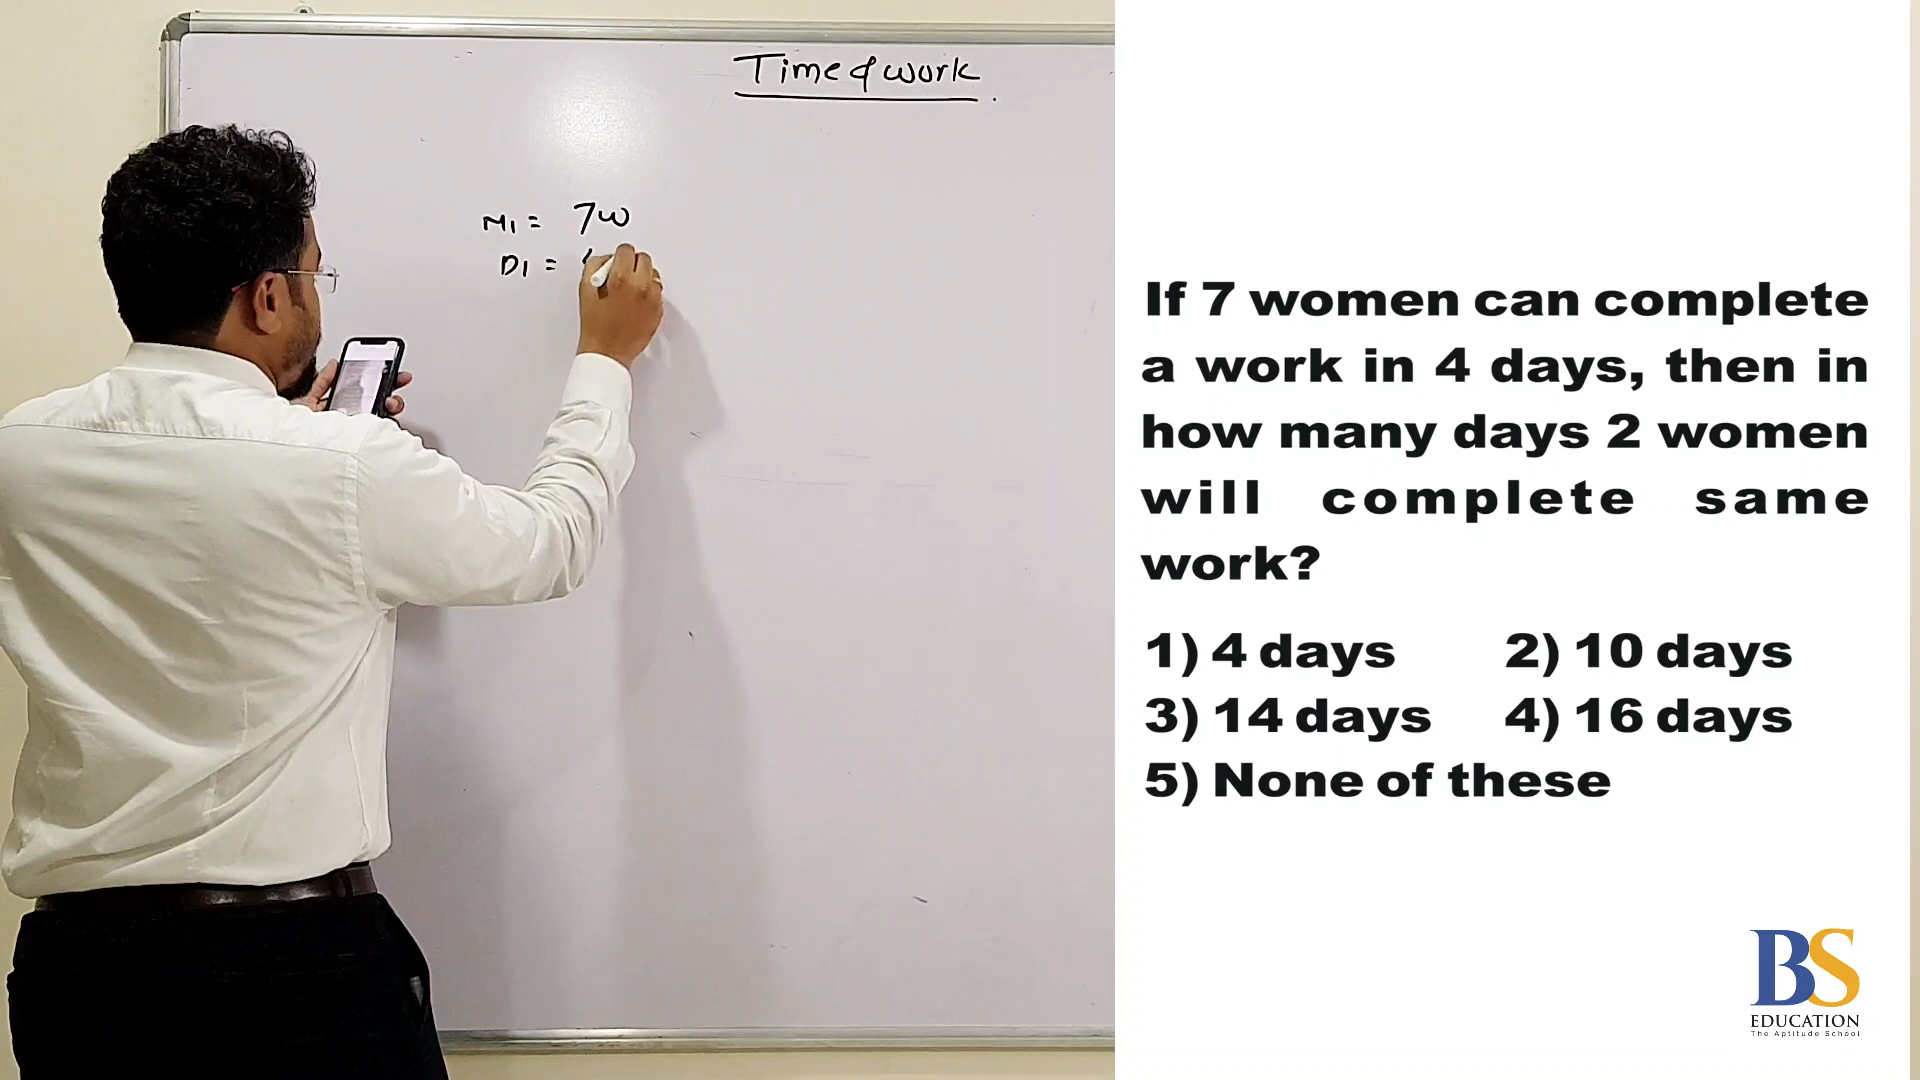 Time & work
M1 = 7w
D1 =
If 7 women can complete
a work in 4 days, then in
how many days 2 women
will complete same
work?
1) 4 days 2) 10 days
3) 14 days 4) 16 days
5) None of these
BS
EDUCATION
The Aptitude School